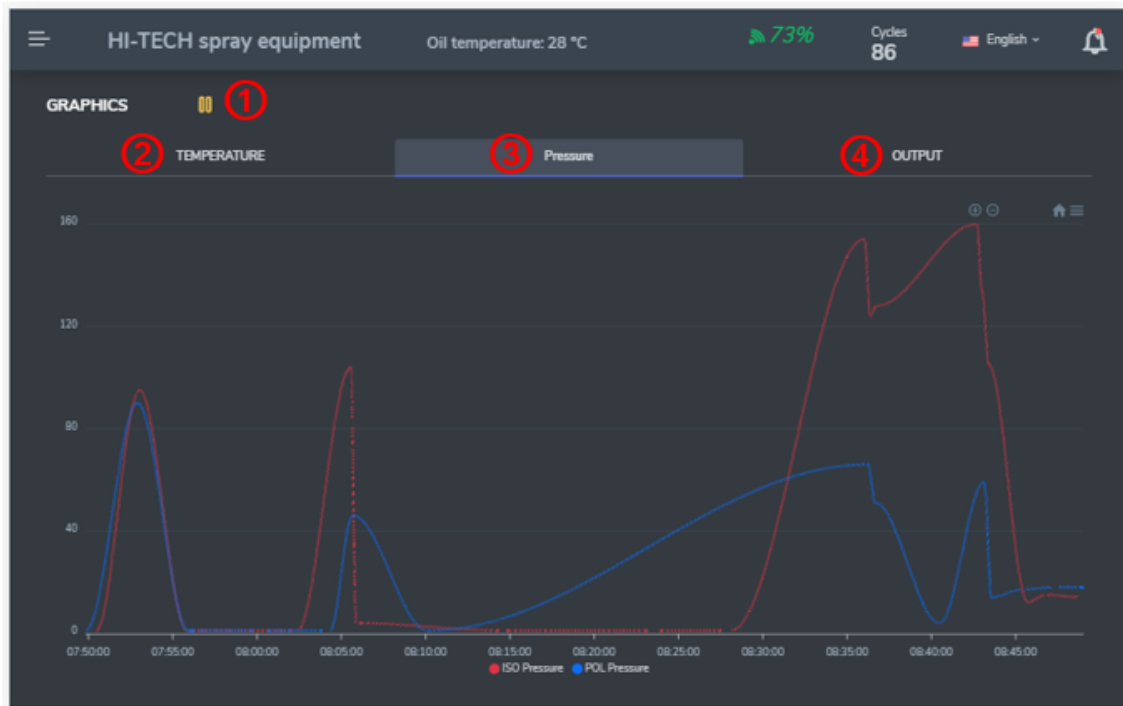 HI-TECH spray equipment
Oil temperature: 28 °C
73%
Cycles
86
English
GRAPHICS
1
2 TEMPERATURE
3 Pressure
4 OUTPUT
160
120
80
40
0
07:50:00 07:55:00 08:00:00 08:05:00 08:10:00 08:15:00 08:20:00 08:25:00 08:30:00 08:35:00 08:40:00 08:45:00
ISO Pressure POL Pressure